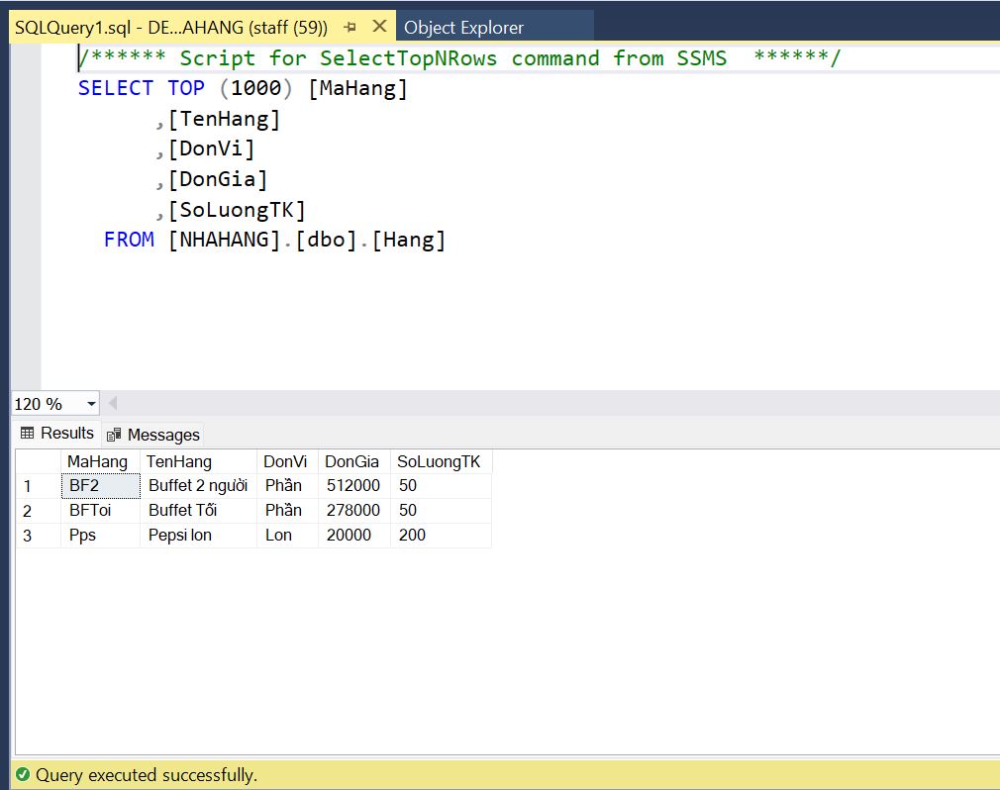 SQLQuery1.sql - DE...AHANG (staff (59)) Object Explorer
/****** Script for SelectTopNRows command from SSMS  ******/
SELECT TOP (1000) [MaHang]
,[TenHang]
,[DonVi]
,[DonGia]
,[SoLuongTK]
FROM [NHAHANG].[dbo].[Hang]
120 %
Results Messages
MaHang TenHang DonVi DonGia SoLuongTK
1 BF2 Buffet 2 người Phần 512000 50
2 BFToi Buffet Tối Phần 278000 50
3 Pps Pepsi lon Lon 20000 200
Query executed successfully.